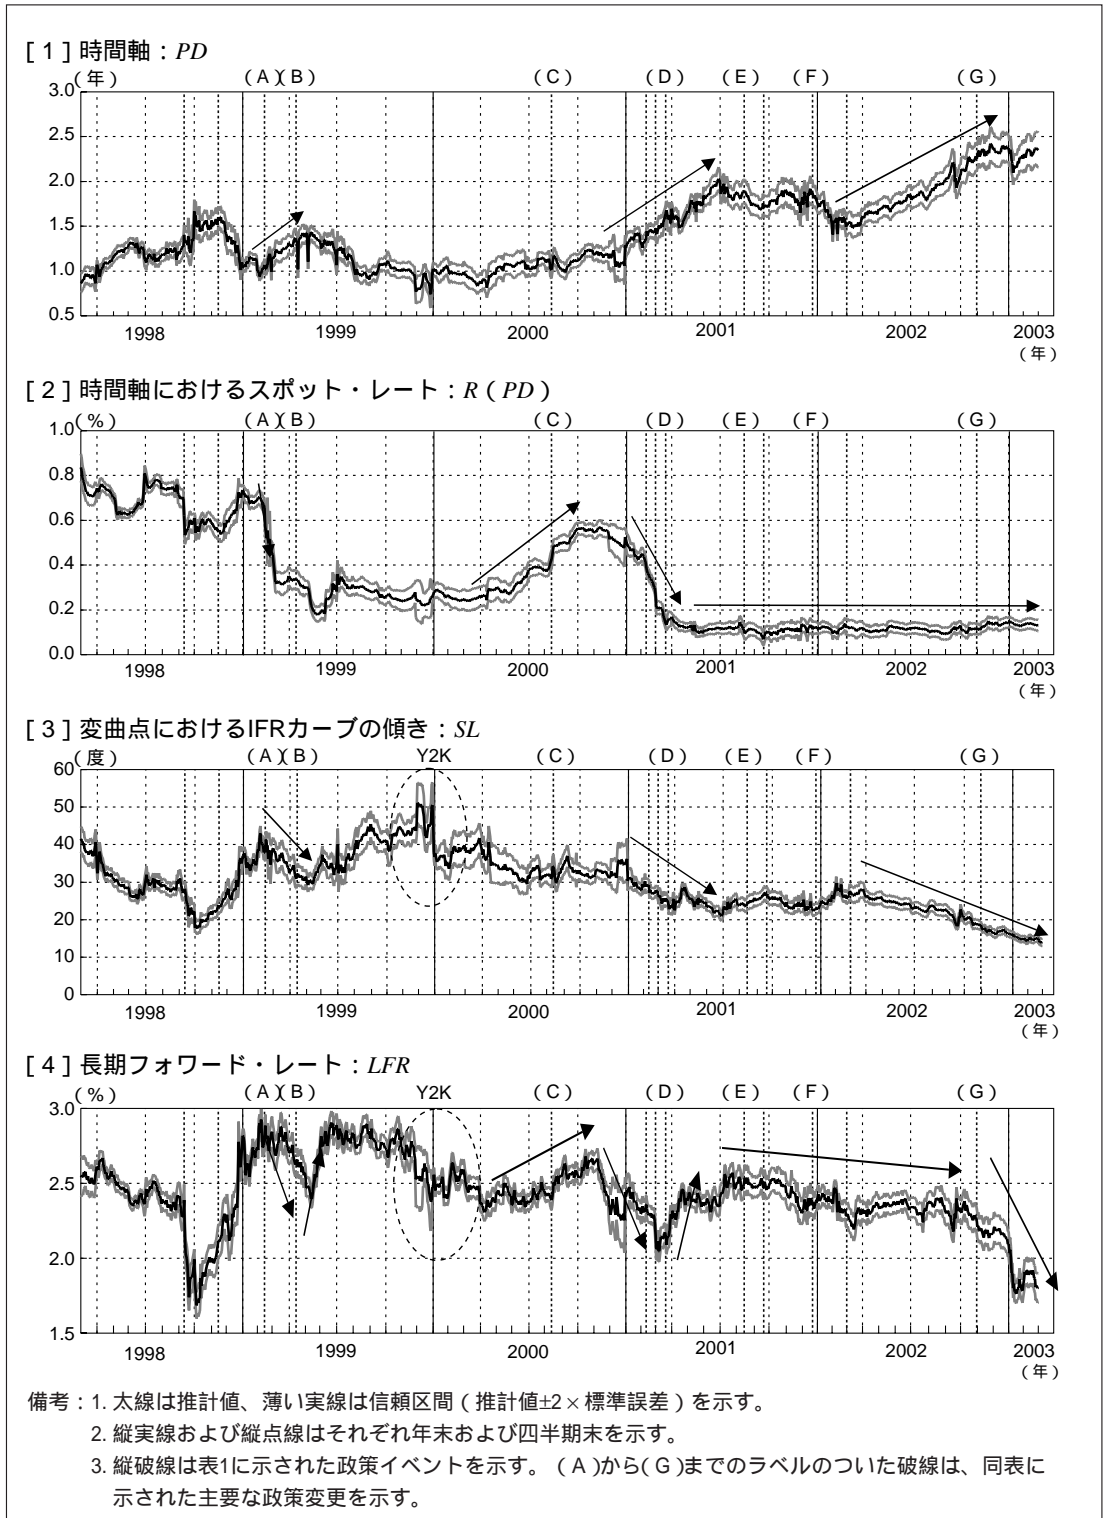 ［1］時間軸：PD
（年） （A）（B） （C） （D） （E） （F） （G）
3.0
2.5
2.0
1.5
1.0
0.5
1998 1999 2000 2001 2002 2003
（年）
［2］時間軸におけるスポット・レート：R（PD）
（%） （A）（B） （C） （D） （E） （F） （G）
1.0
0.8
0.6
0.4
0.2
0.0
1998 1999 2000 2001 2002 2003
（年）
［3］変曲点におけるIFRカーブの傾き：SL
（度） （A）（B） Y2K （C） （D） （E） （F） （G）
60
50
40
30
20
10
0
1998 1999 2000 2001 2002 2003
（年）
［4］長期フォワード・レート：LFR
（%） （A）（B） Y2K （C） （D） （E） （F） （G）
3.0
2.5
2.0
1.5
1998 1999 2000 2001 2002 2003
（年）
備考：1. 太線は推計値、薄い実線は信頼区間（推計値±2×標準誤差）を示す。
2. 縦実線および縦点線はそれぞれ年末および四半期末を示す。
3. 縦破線は表1に示された政策イベントを示す。（A）から（G）までのラベルのついた破線は、同表に
示された主要な政策変更を示す。